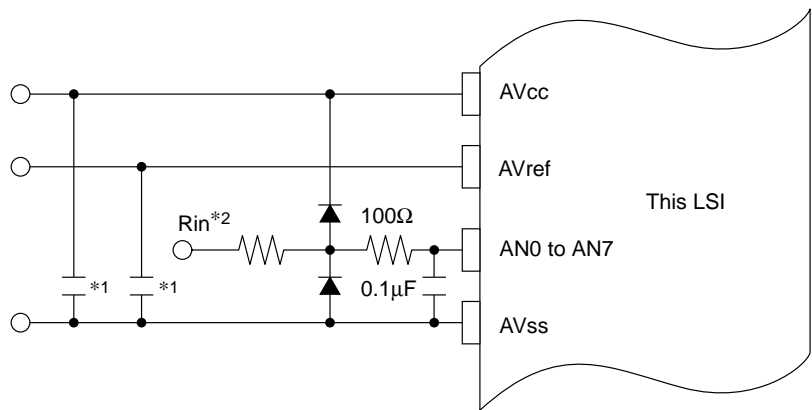 AVcc
AVref
This LSI
Rin*2
100Ω
AN0 to AN7
*1
*1
0.1μF
AVss